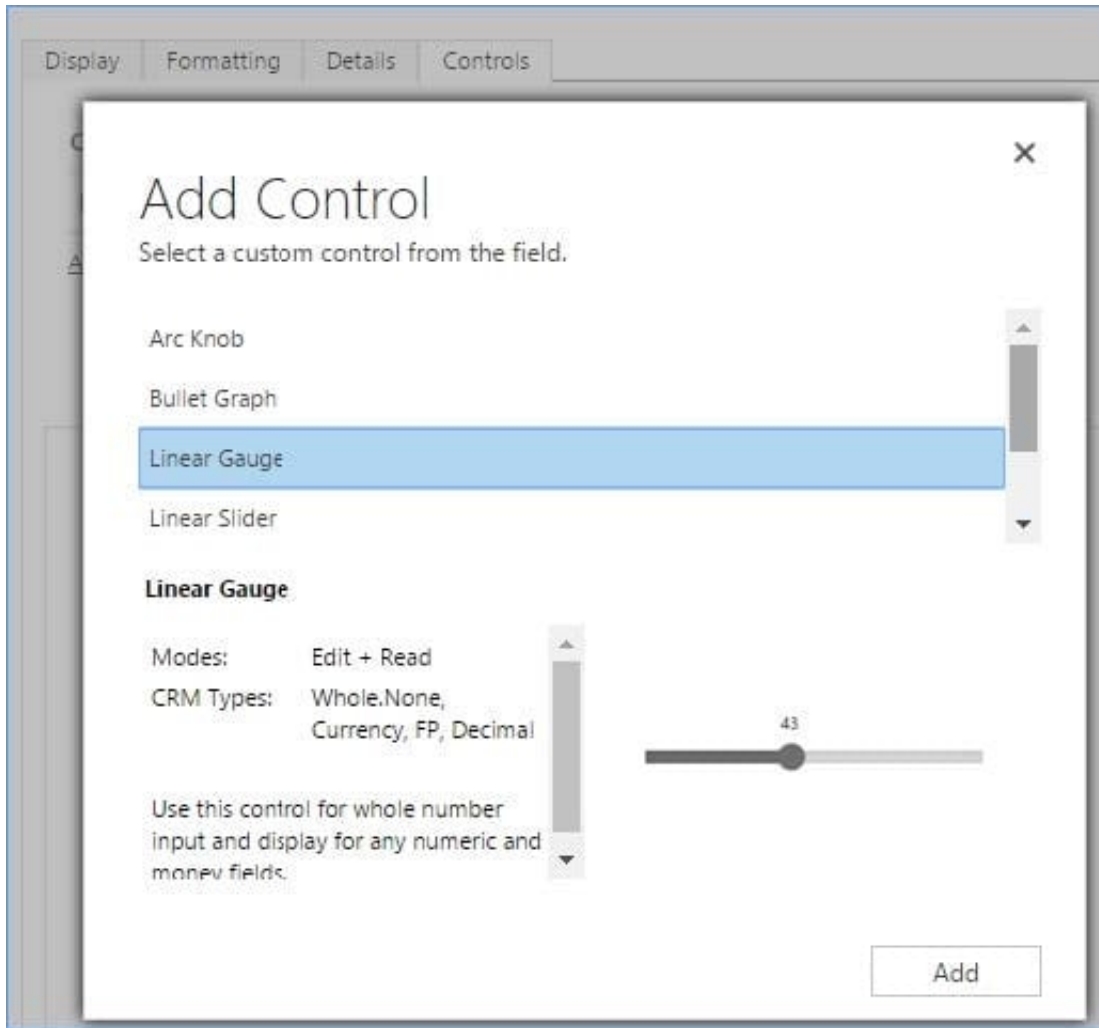 Display Formatting Details Controls
Add Control
Select a custom control from the field.
Arc Knob
Bullet Graph
Linear Gauge
Linear Slider
Linear Gauge
Modes: Edit + Read
CRM Types: Whole.None,
Currency, FP, Decimal
43
Use this control for whole number
input and display for any numeric and
money fields.
Add